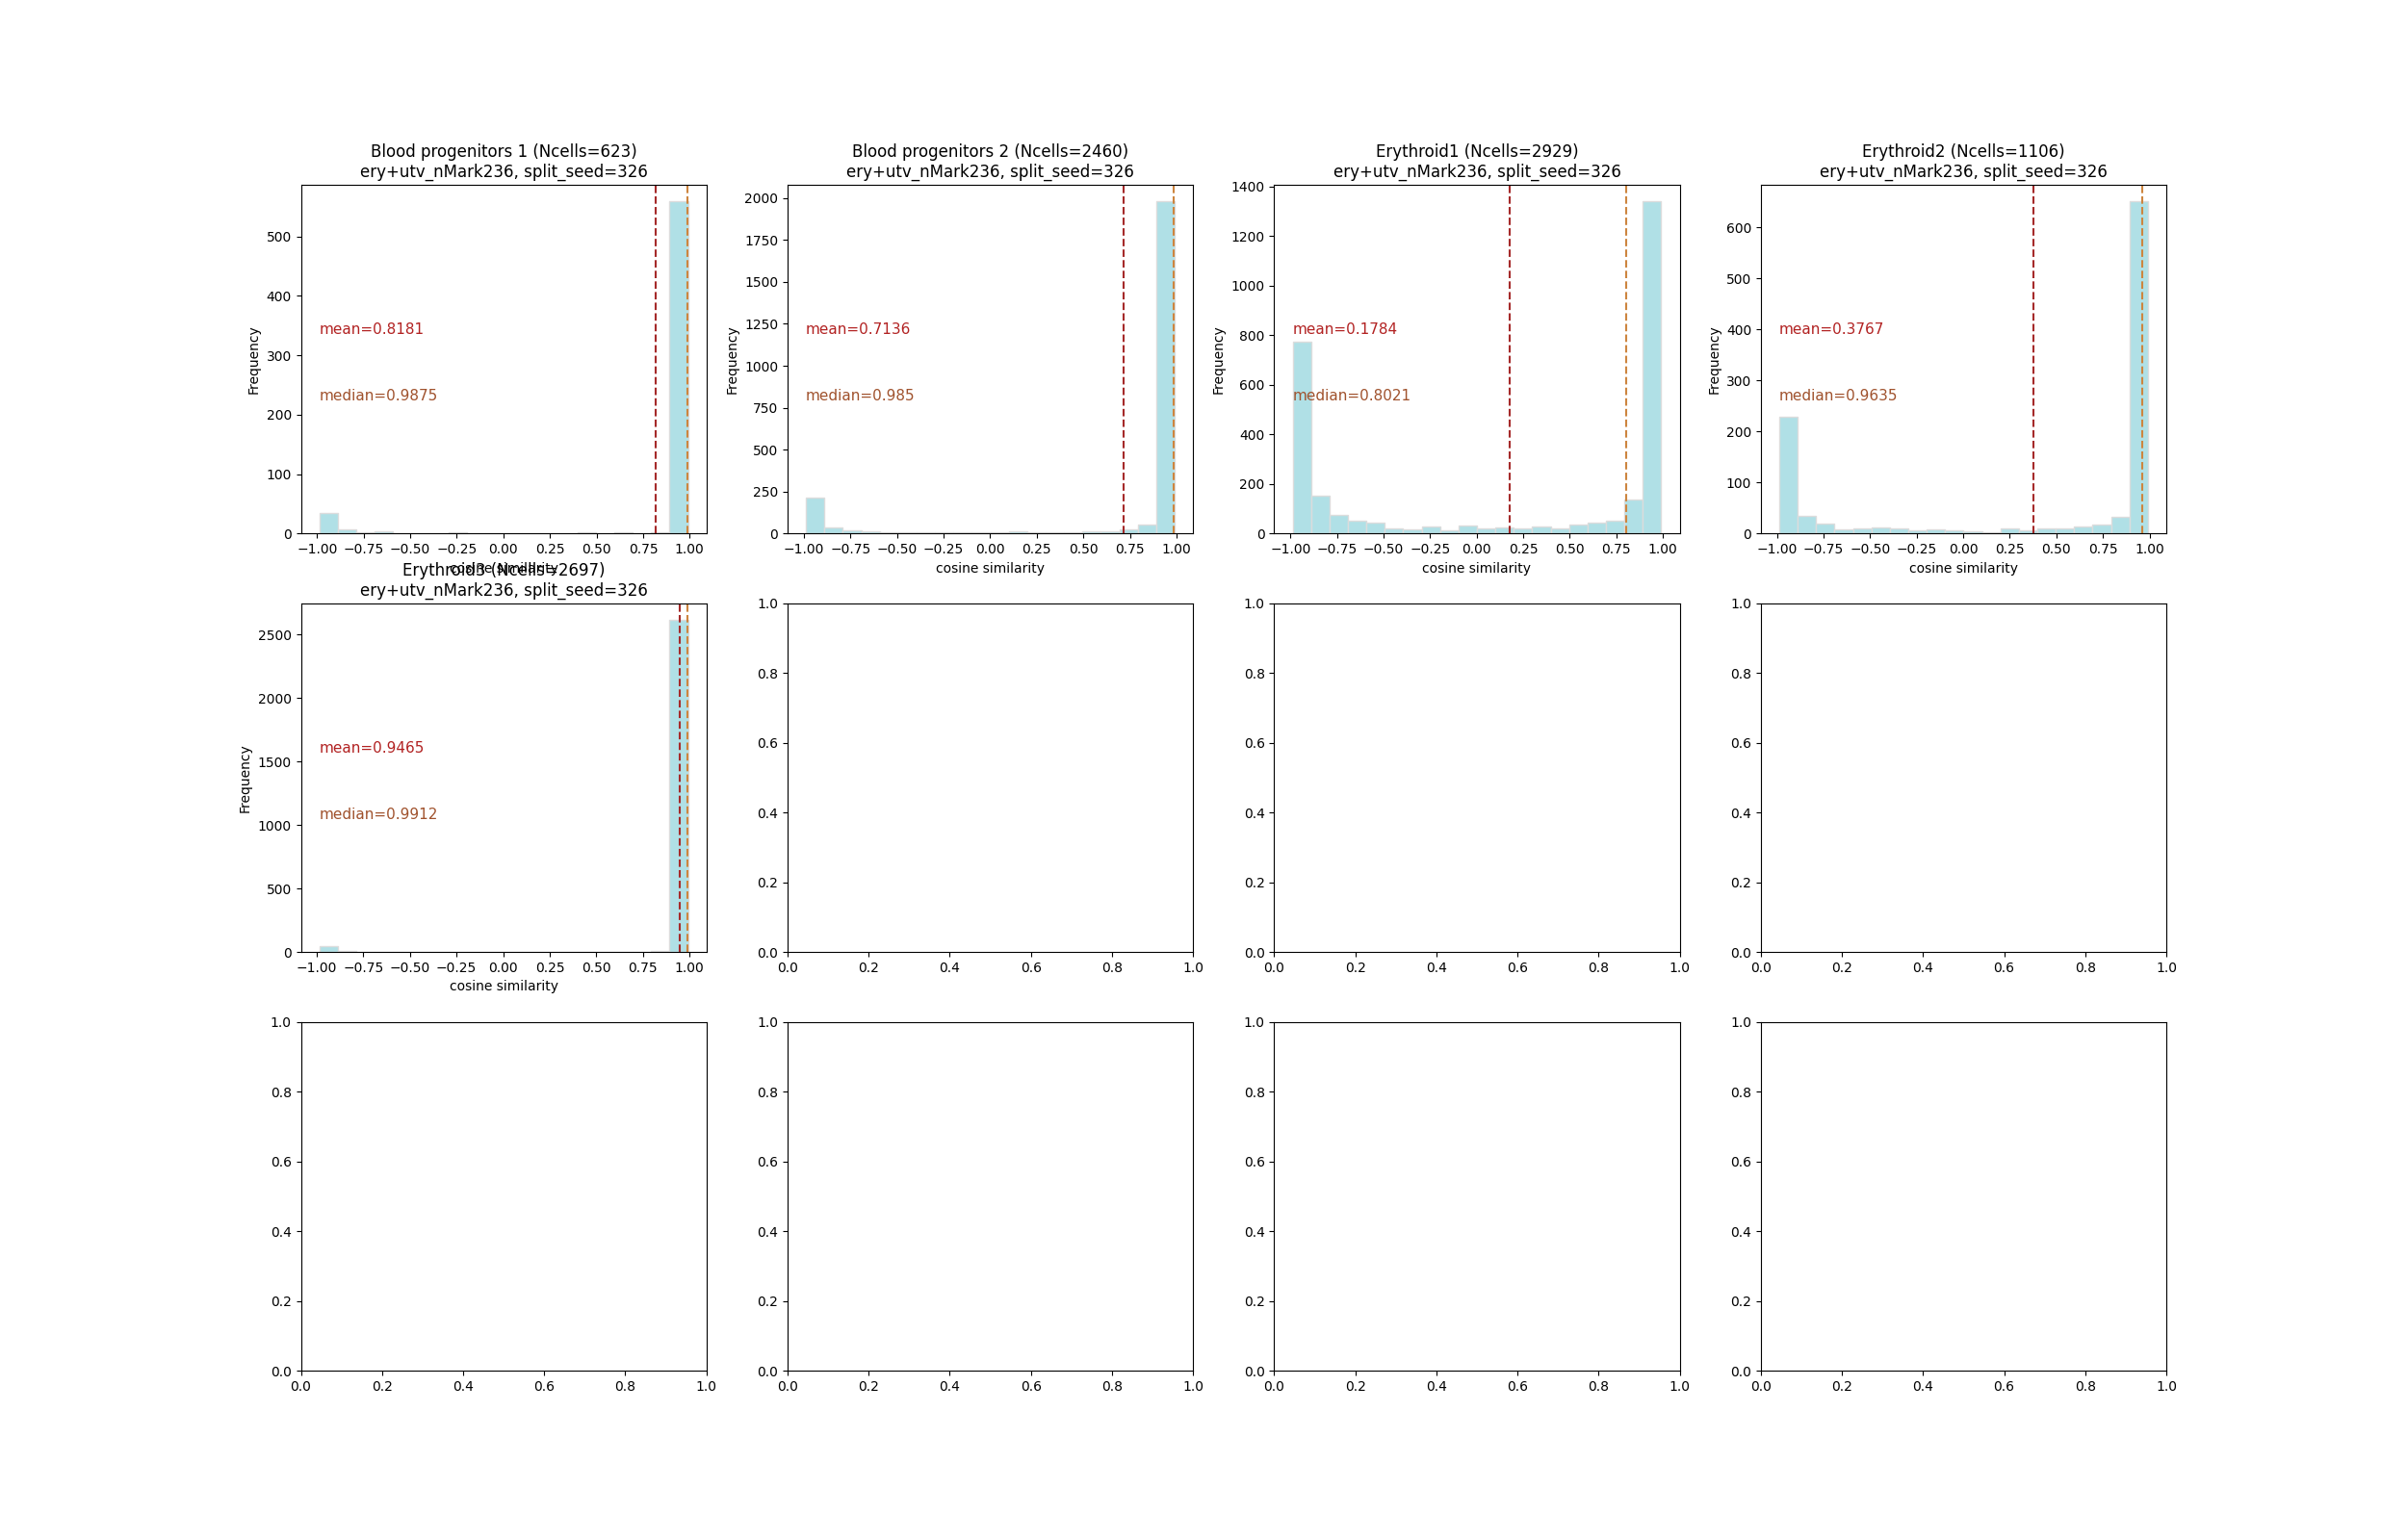 Blood progenitors 1 (Ncells=623)
ery+utv_nMark236, split_seed=326
Frequency
500
400
300
200
100
0
mean=0.8181
median=0.9875
−1.00 −0.75 −0.50 −0.25 0.00 0.25 0.50 0.75 1.00
cosine similarity
Blood progenitors 2 (Ncells=2460)
ery+utv_nMark236, split_seed=326
Frequency
2000
1750
1500
1250
1000
750
500
250
0
mean=0.7136
median=0.985
−1.00 −0.75 −0.50 −0.25 0.00 0.25 0.50 0.75 1.00
cosine similarity
Erythroid1 (Ncells=2929)
ery+utv_nMark236, split_seed=326
Frequency
1400
1200
1000
800
600
400
200
0
mean=0.1784
median=0.8021
−1.00 −0.75 −0.50 −0.25 0.00 0.25 0.50 0.75 1.00
cosine similarity
Erythroid2 (Ncells=1106)
ery+utv_nMark236, split_seed=326
Frequency
600
500
400
300
200
100
0
mean=0.3767
median=0.9635
−1.00 −0.75 −0.50 −0.25 0.00 0.25 0.50 0.75 1.00
cosine similarity
Erythroid3 (Ncells=2697)
ery+utv_nMark236, split_seed=326
Frequency
2500
2000
1500
1000
500
0
mean=0.9465
median=0.9912
−1.00 −0.75 −0.50 −0.25 0.00 0.25 0.50 0.75 1.00
cosine similarity
1.0
0.8
0.6
0.4
0.2
0.0
0.0 0.2 0.4 0.6 0.8 1.0
1.0
0.8
0.6
0.4
0.2
0.0
0.0 0.2 0.4 0.6 0.8 1.0
1.0
0.8
0.6
0.4
0.2
0.0
0.0 0.2 0.4 0.6 0.8 1.0
1.0
0.8
0.6
0.4
0.2
0.0
0.0 0.2 0.4 0.6 0.8 1.0
1.0
0.8
0.6
0.4
0.2
0.0
0.0 0.2 0.4 0.6 0.8 1.0
1.0
0.8
0.6
0.4
0.2
0.0
0.0 0.2 0.4 0.6 0.8 1.0
1.0
0.8
0.6
0.4
0.2
0.0
0.0 0.2 0.4 0.6 0.8 1.0